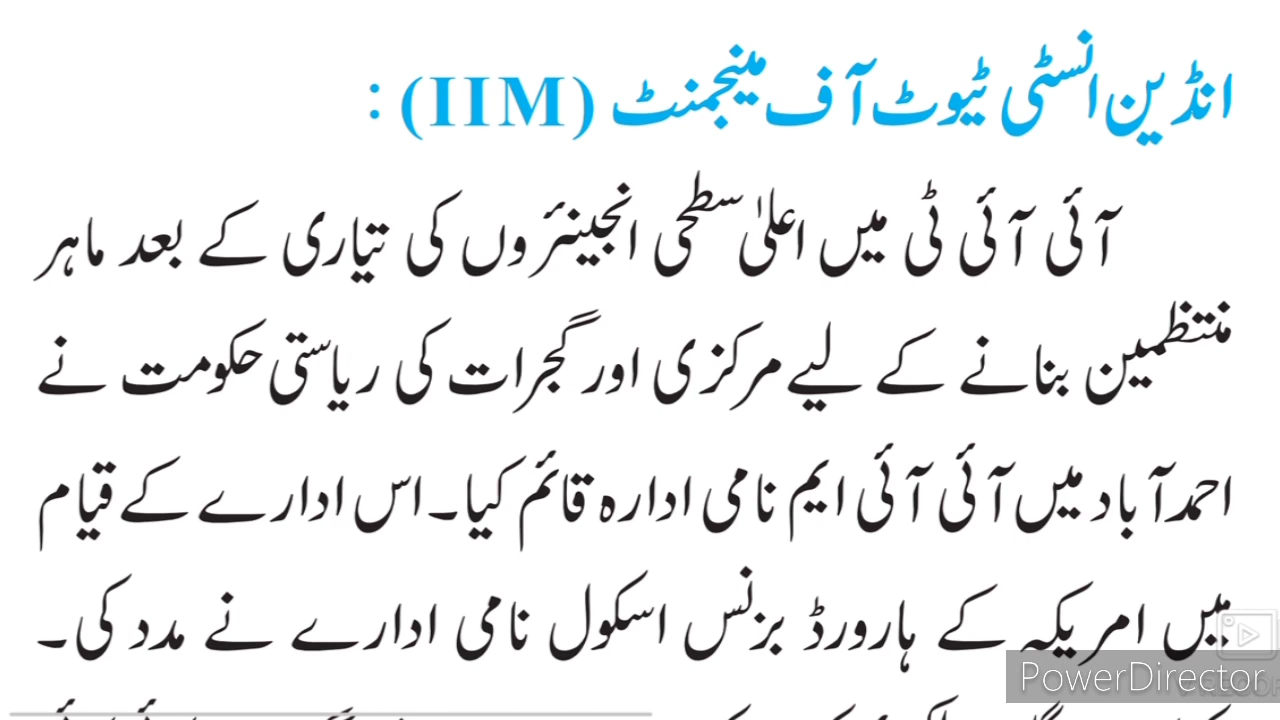 انڈین انسٹی ٹیوٹ آف مینجمنٹ (IIM) :
آئی آئی ٹی میں اعلیٰ سطحی انجینئروں کی تیاری کے بعد ماہر
منتظمین بنانے کے لیے مرکزی اور گجرات کی ریاستی حکومت نے
احمدآباد میں آئی آئی ایم نامی ادارہ قائم کیا۔ اس ادارے کے قیام
میں امریکہ کے ہارورڈ بزنس اسکول نامی ادارے نے مدد کی۔
PowerDirector